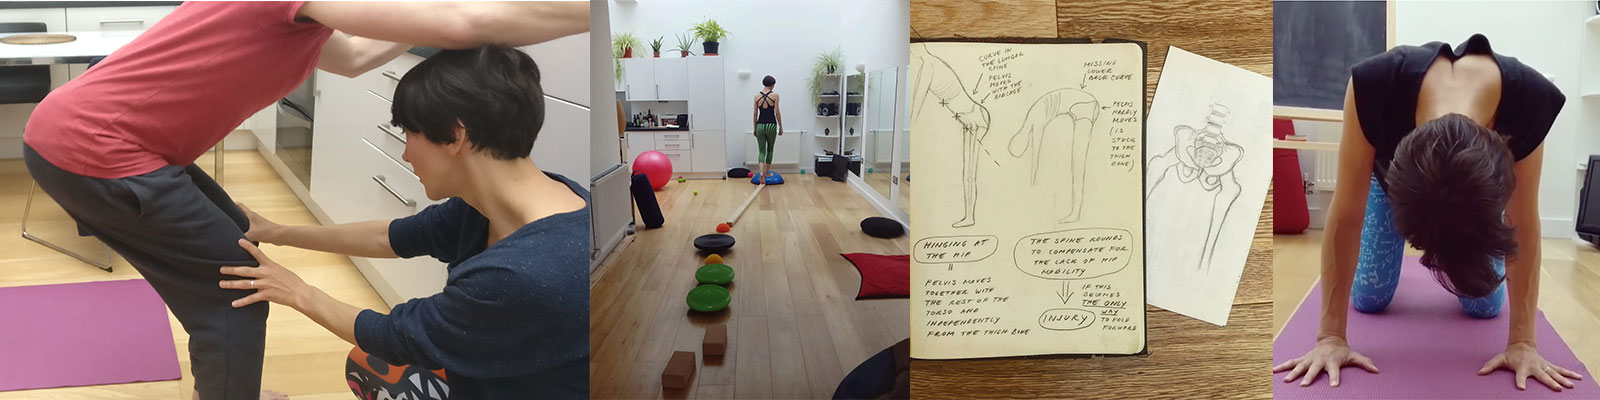 CURVE IN
THE LUMBAR
SPINE
PELVIS
MOVES
WITH THE
RIBCAGE
MISSING
LOWER
BACK CURVE
PELVIS
HARDLY
MOVES
(IS
STUCK
TO THE
THIGH
BONE)
HINGING AT
THE HIP
PELVIS MOVES
TOGETHER WITH
THE REST OF THE
TORSO AND
INDEPENDENTLY
FROM THE THIGH BONE
THE SPINE ROUNDS
TO COMPENSATE FOR
THE LACK OF HIP
MOBILITY
INJURY
IF THIS
BECOMES
THE ONLY
WAY
TO FOLD
FORWARD